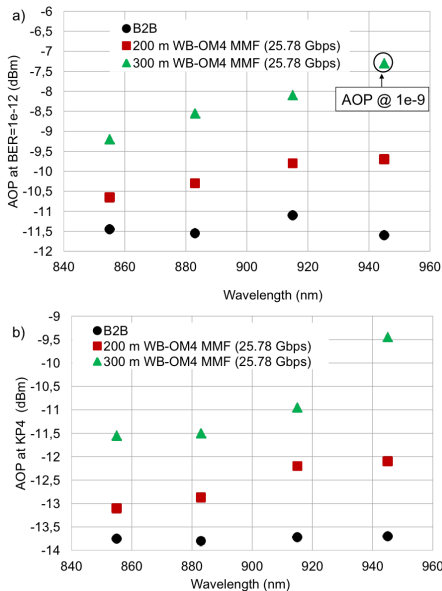 a)
AOP at BER=1e-12 (dBm)
-6
-6,5
-7
-7,5
-8
-8,5
-9
-9,5
-10
-10,5
-11
-11,5
-12
B2B
200 m WB-OM4 MMF (25.78 Gbps)
300 m WB-OM4 MMF (25.78 Gbps)
AOP @ 1e-9
840 860 880 900 920 940 960
Wavelength (nm)
b)
AOP at KP4 (dBm)
-9
-9,5
-10
-10,5
-11
-11,5
-12
-12,5
-13
-13,5
-14
B2B
200 m WB-OM4 MMF (25.78 Gbps)
300 m WB-OM4 MMF (25.78 Gbps)
840 860 880 900 920 940 960
Wavelength (nm)